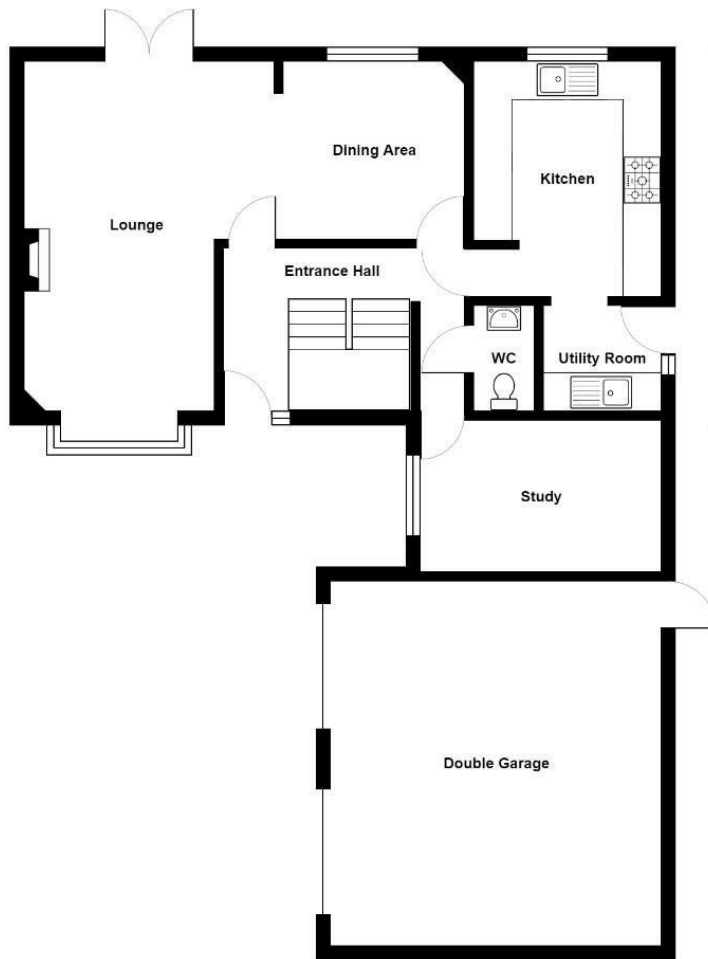 Dining Area
Kitchen
Lounge
Entrance Hall
WC
Utility Room
Study
Double Garage